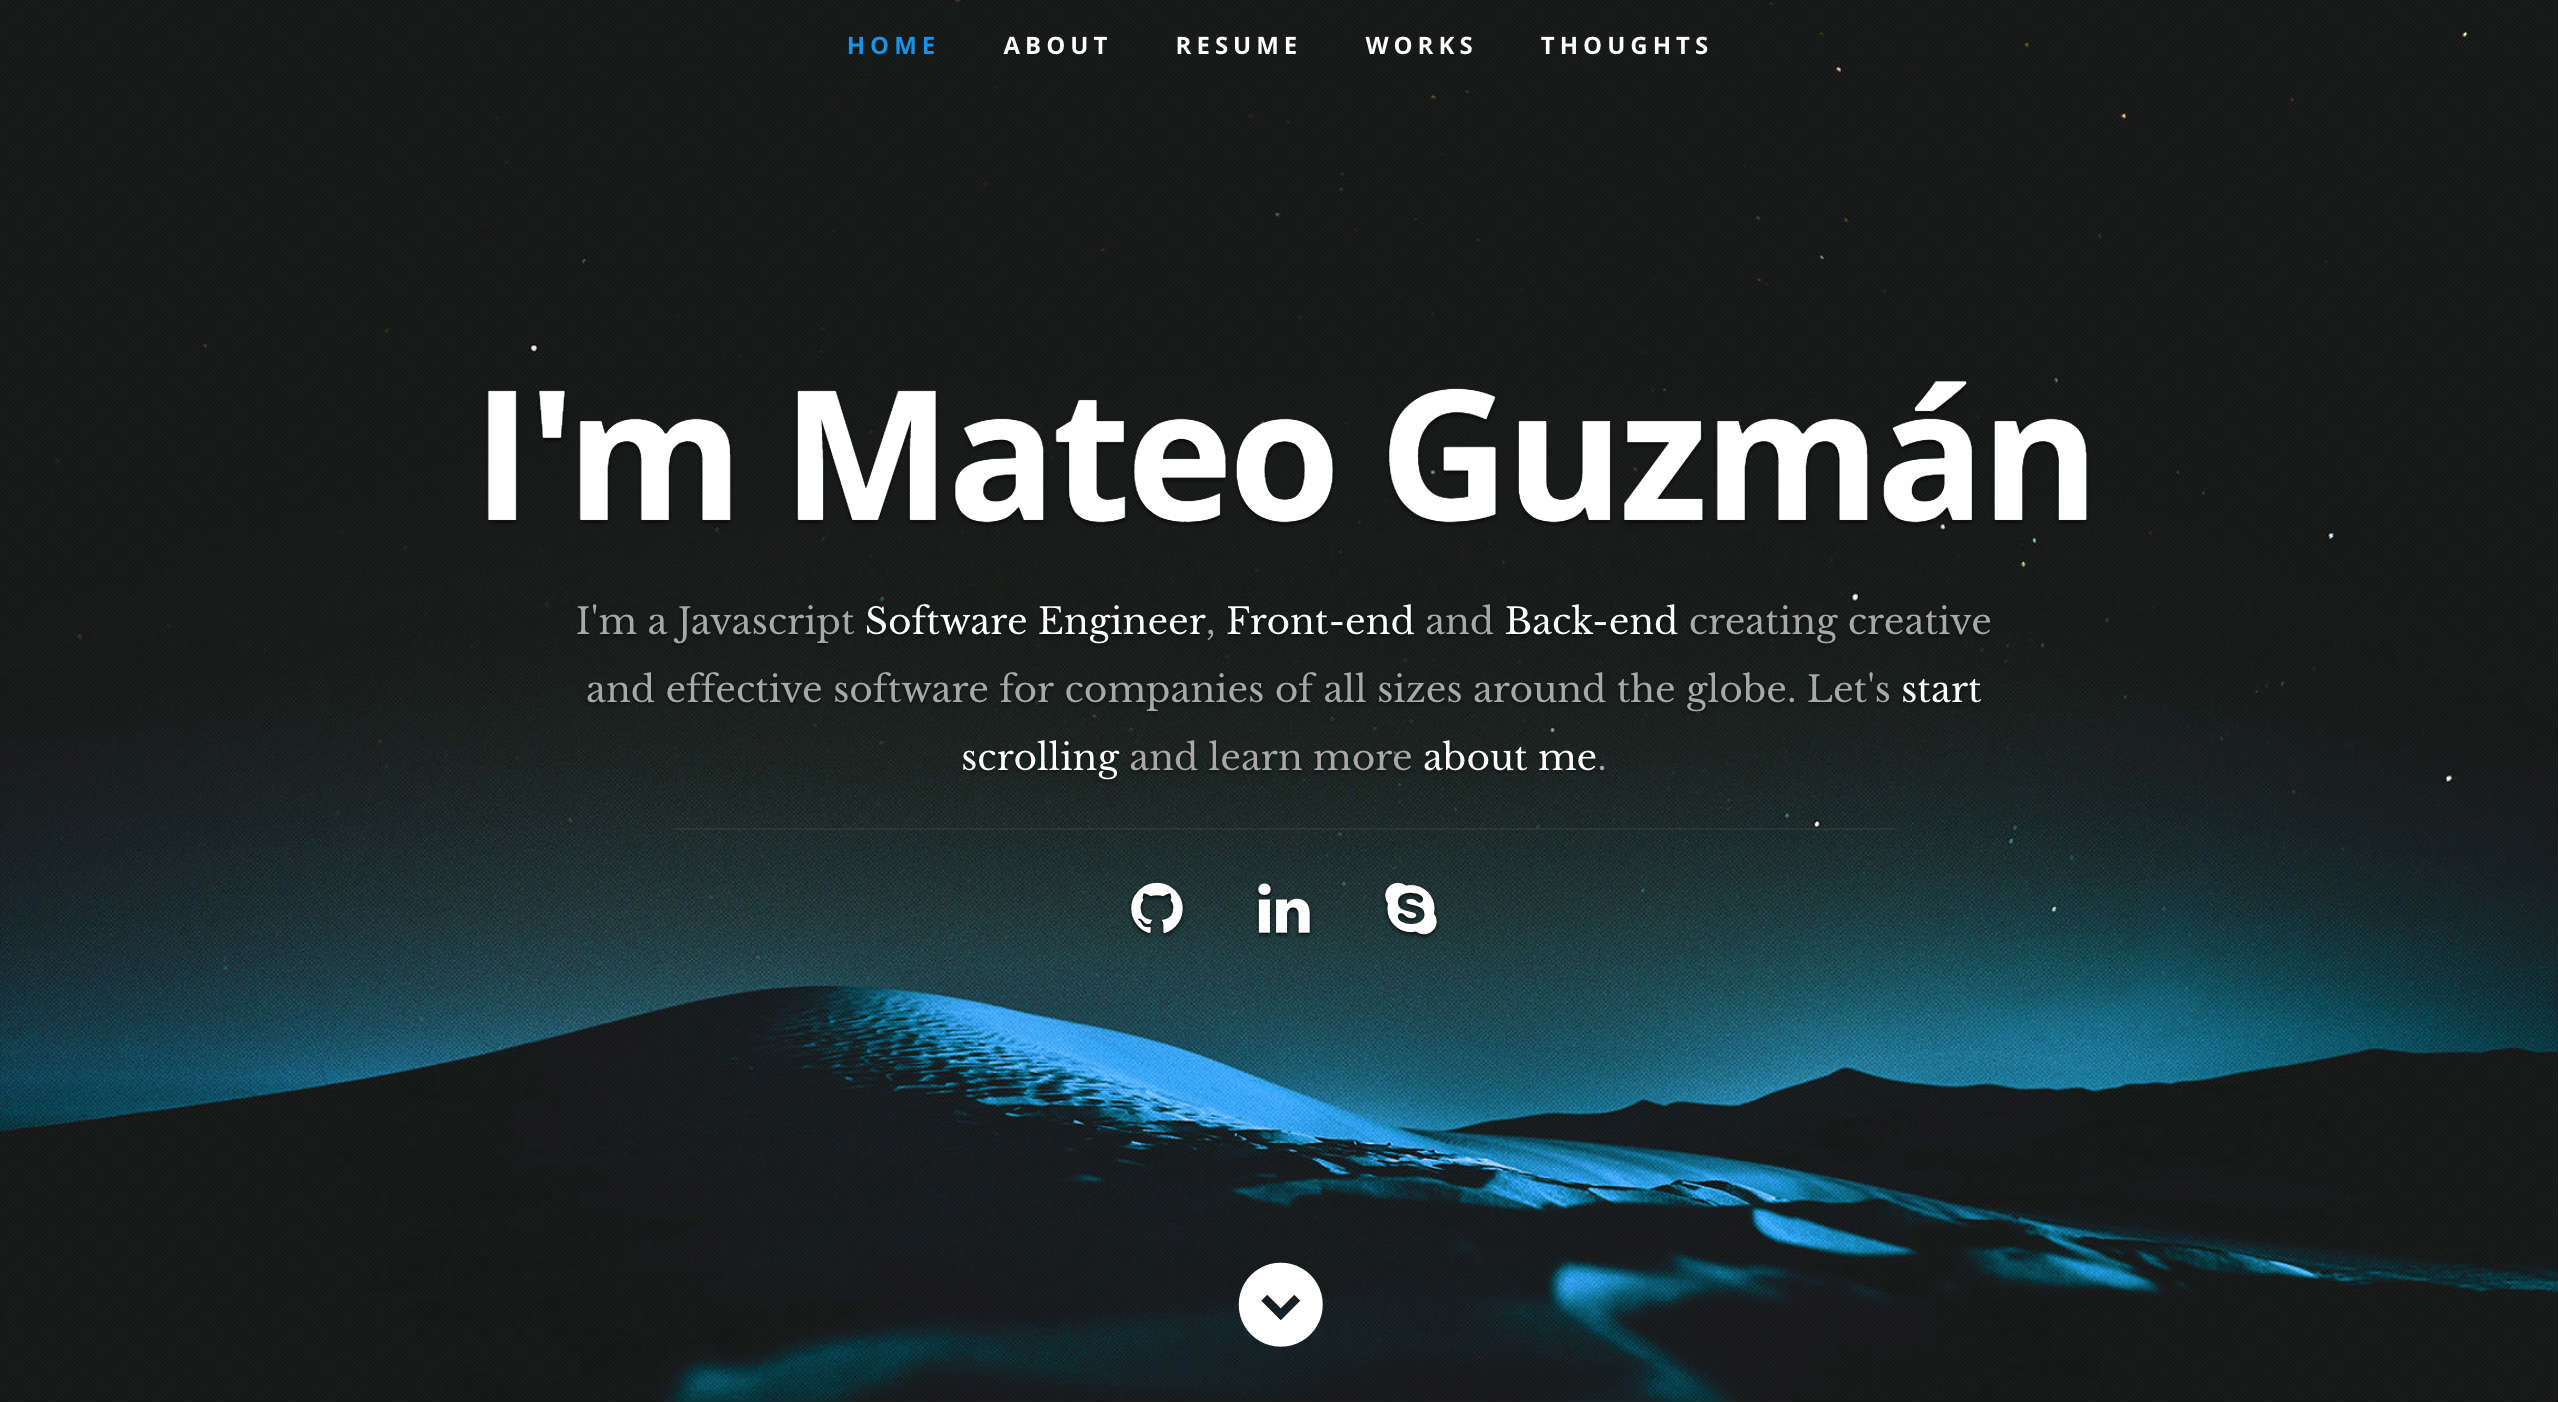 HOME ABOUT RESUME WORKS THOUGHTS
I'm Mateo Guzmán
I'm a Javascript Software Engineer, Front-end and Back-end creating creative
and effective software for companies of all sizes around the globe. Let's start
scrolling and learn more about me.
in